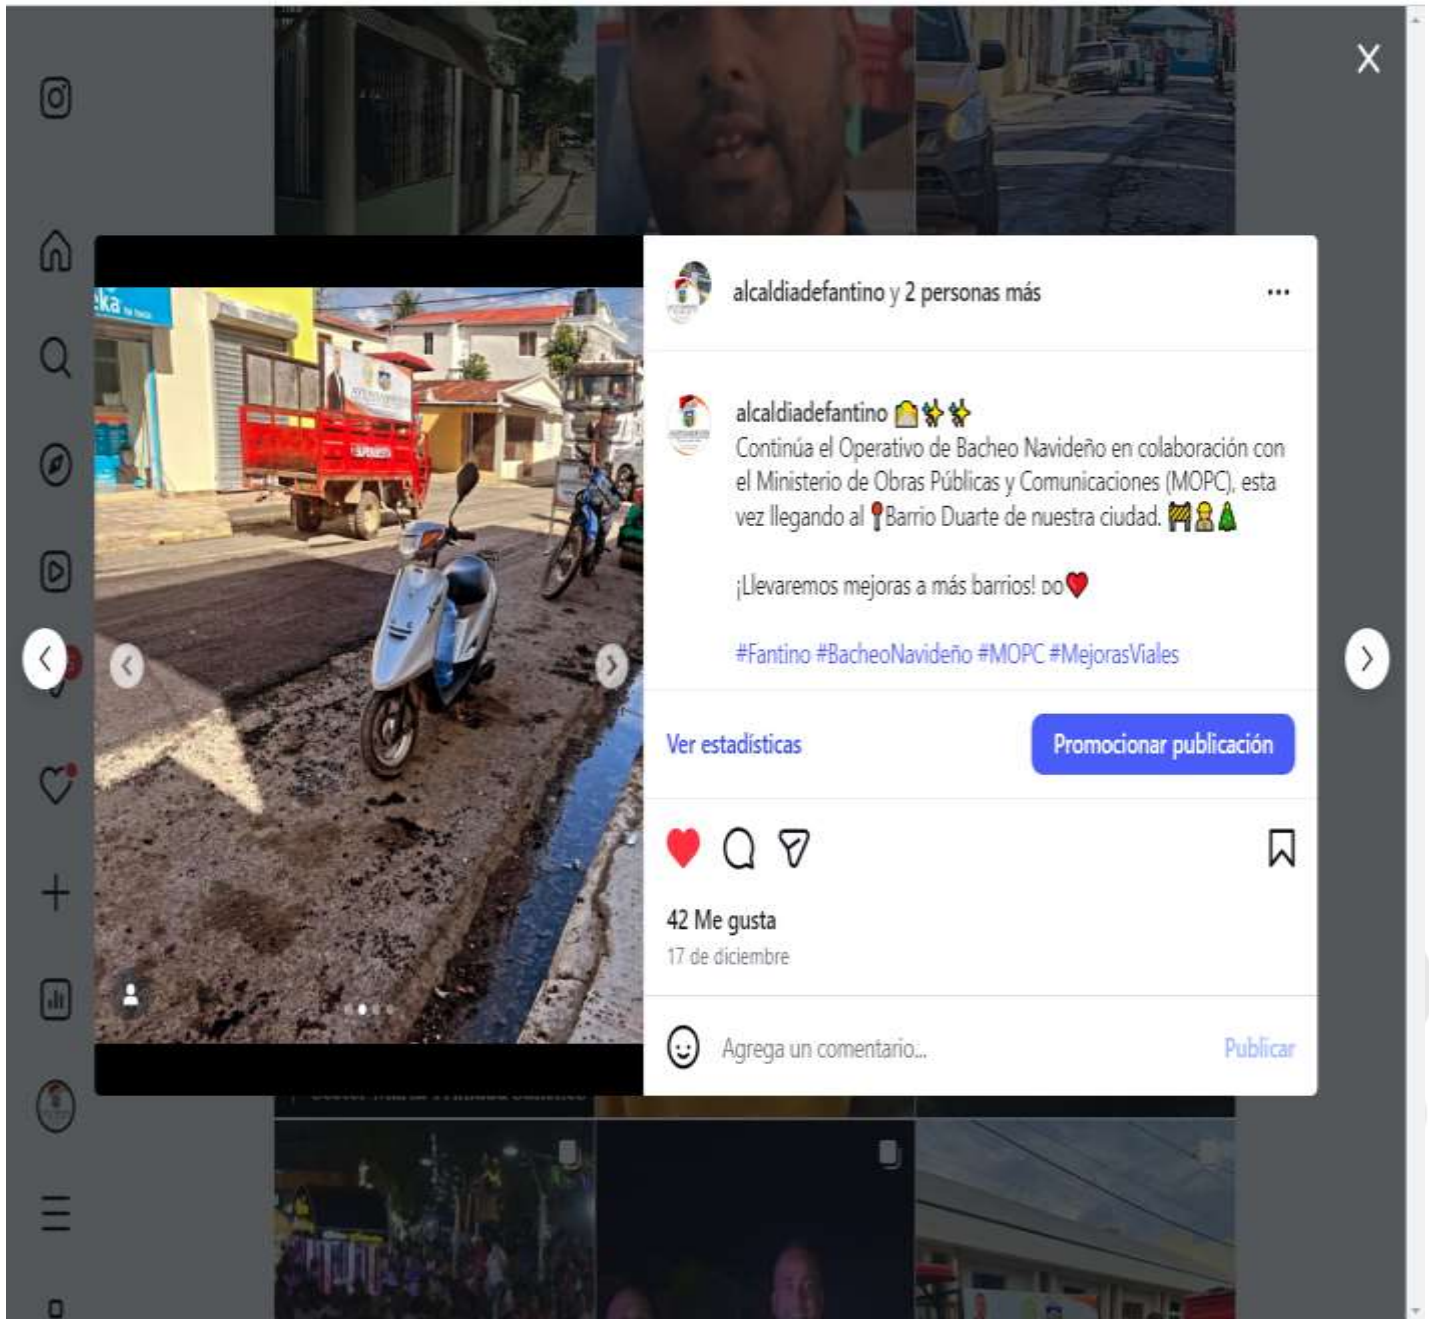 eka
alcaldiadefantino y 2 personas más
alcaldiadefantino
Continúa el Operativo de Bacheo Navideño en colaboración con
el Ministerio de Obras Públicas y Comunicaciones (MOPC), esta
vez llegando al 📍Barrio Duarte de nuestra ciudad. 🚧👷🎄
¡Llevaremos mejoras a más barrios! DO❤️
#Fantino #BacheoNavideño #MOPC #MejorasViales
Ver estadísticas
Promocionar publicación
42 Me gusta
17 de diciembre
Agrega un comentario...
Publicar